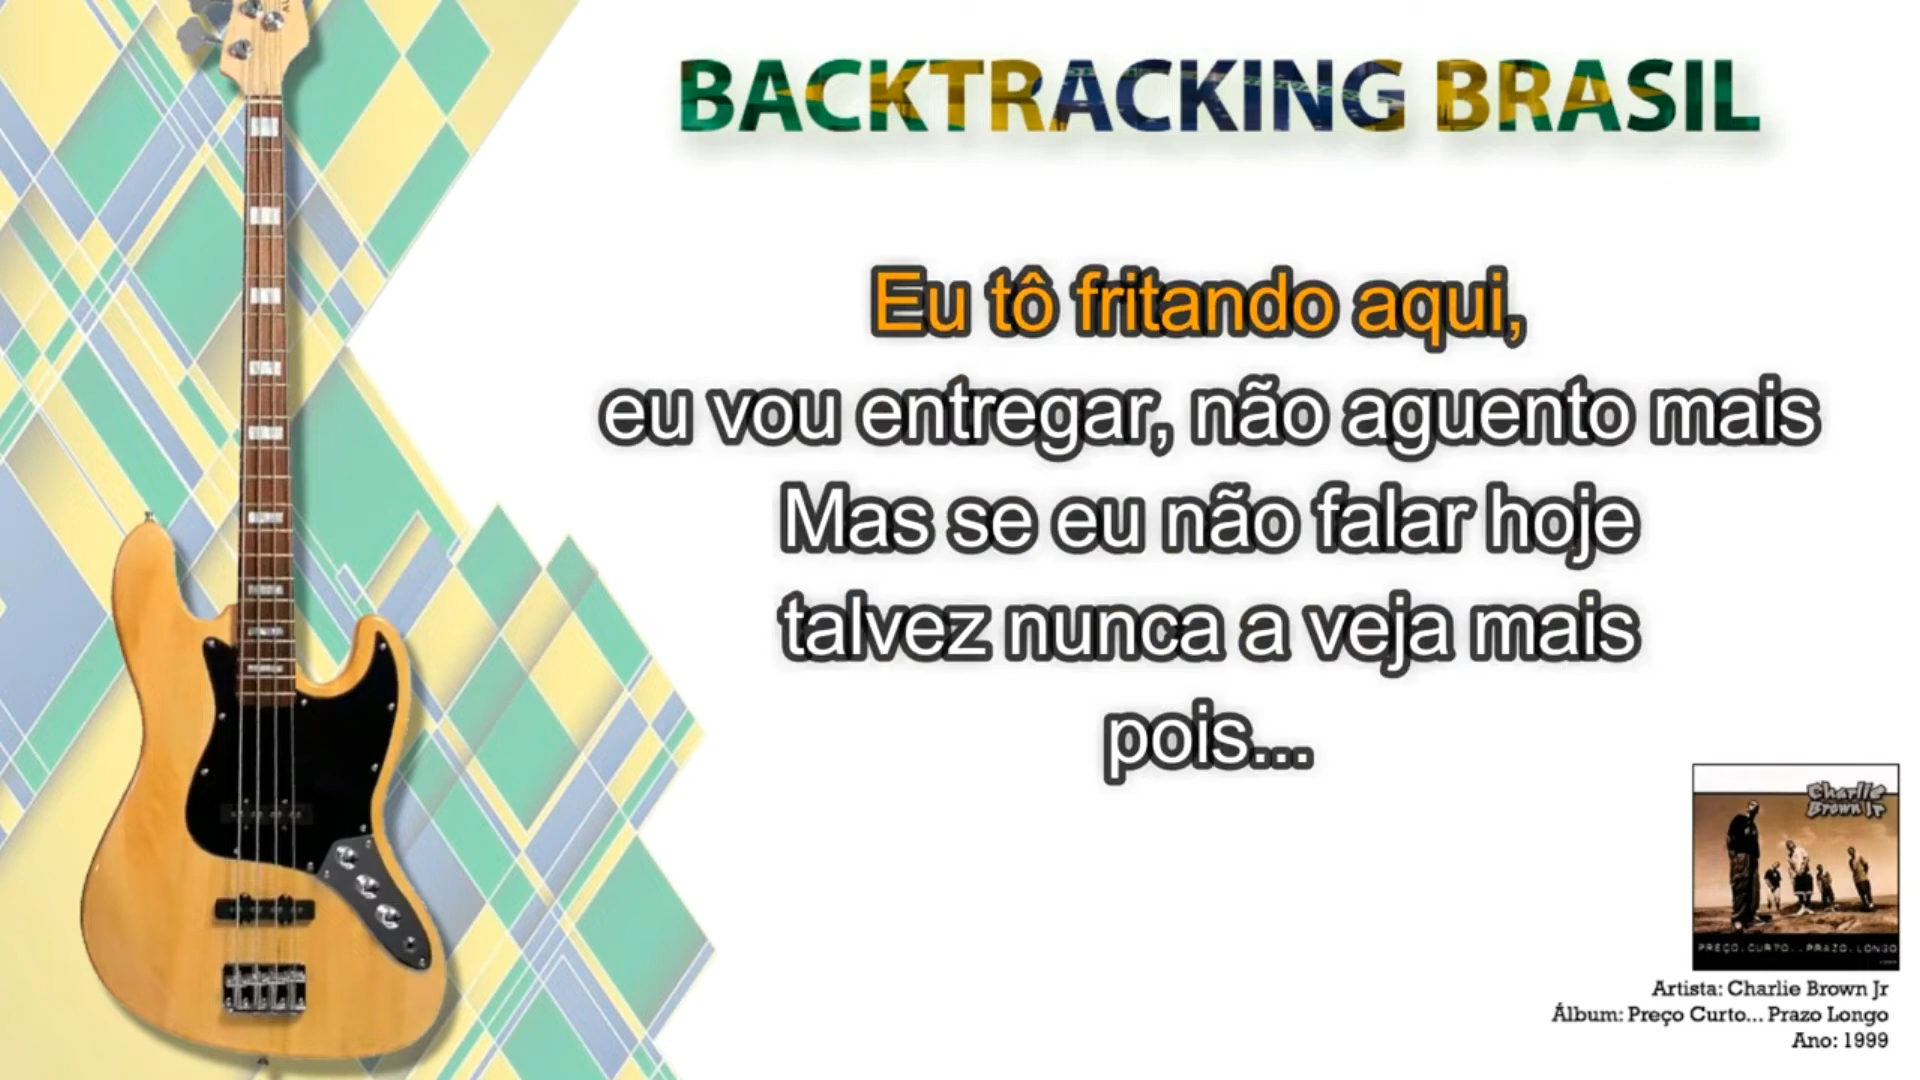 BACKTRACKING BRASIL
Eu tô fritando aqui,
eu vou entregar, não aguento mais
Mas se eu não falar hoje
talvez nunca a veja mais
pois...
Charlie
Brown Jr
PREÇO.CURTO...PRAZO.LONGO
Artista: Charlie Brown Jr
Álbum: Preço Curto... Prazo Longo
Ano: 1999